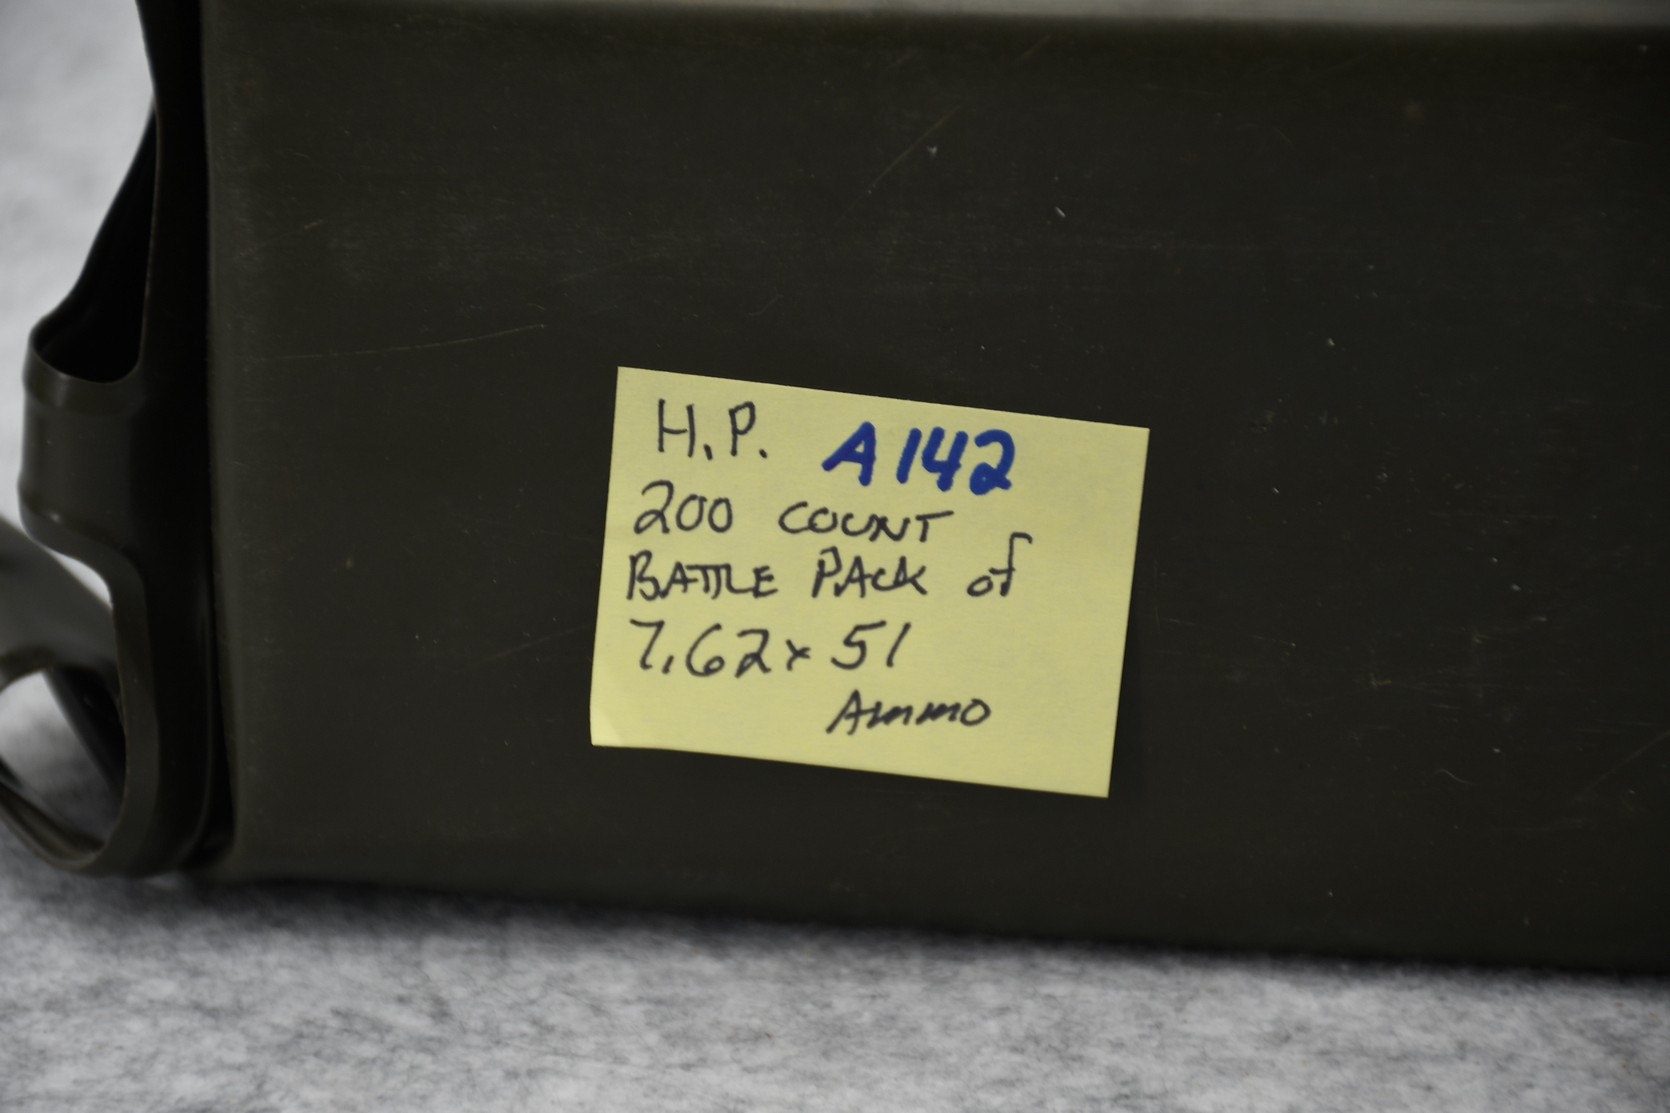 H.P. A142
200 COUNT
BATTLE PACK of
7.62x51
AMMO